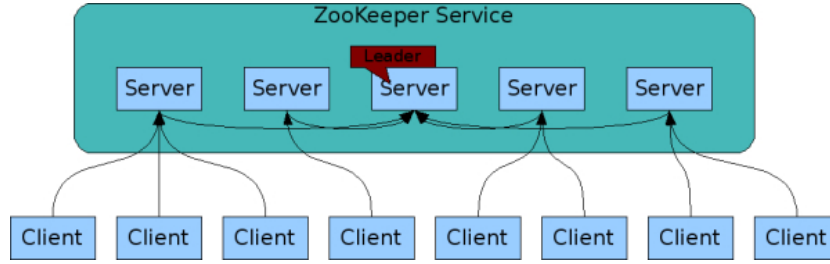 ZooKeeper Service
Leader
Server Server Server Server Server
Client Client Client Client Client Client Client Client